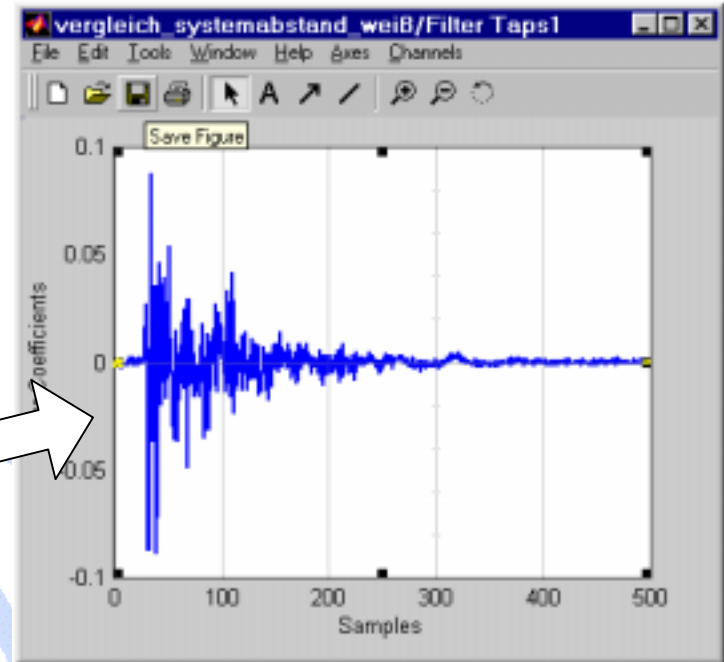 vergleich_systemabstand_wei8/Filter Taps1
File Edit Tools Window Help Axes Channels
A
Save Figure
0.1
0.05
0
0.05
-0.1
Coefficients
0 100 200 300 400 500
Samples